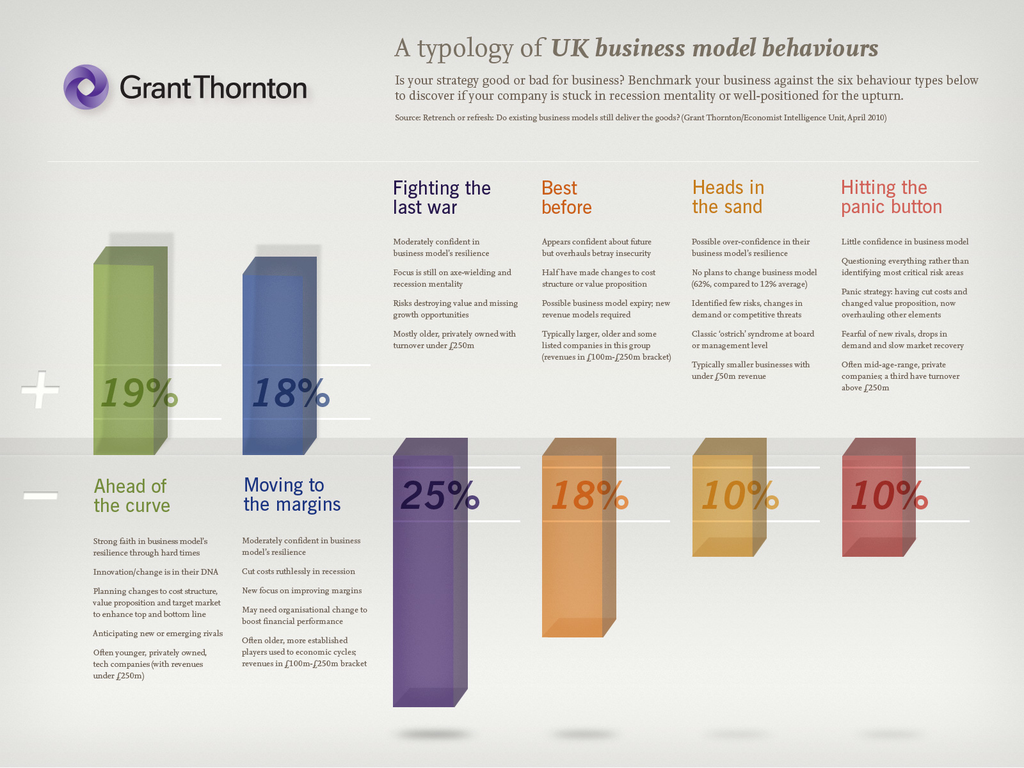 Grant Thornton
A typology of UK business model behaviours
Is your strategy good or bad for business? Benchmark your business against the six behaviour types below
to discover if your company is stuck in recession mentality or well-positioned for the upturn.
Source: Retrench or refresh: Do existing business models still deliver the goods? (Grant Thornton/Economist Intelligence Unit, April 2010)
Fighting the
last war
Moderately confident in
business model's resilience
Focus is still on axe-wielding and
recession mentality
Risks destroying value and missing
growth opportunities
Mostly older, privately owned with
turnover under £250m
Best
before
Appears confident about future
but overhauls betray insecurity
Half have made changes to cost
structure or value proposition
Possible business model expiry; new
revenue models required
Typically larger, older and some
listed companies in this group
(revenues in £100m-£250m bracket)
Heads in
the sand
Possible over-confidence in their
business model's resilience
No plans to change business model
(62%, compared to 12% average)
Identified few risks, changes in
demand or competitive threats
Classic 'ostrich' syndrome at board
or management level
Typically smaller businesses with
under £50m revenue
Hitting the
panic button
Little confidence in business model
Questioning everything rather than
identifying most critical risk areas
Panic strategy: having cut costs and
changed value proposition, now
overhauling other elements
Fearful of new rivals, drops in
demand and slow market recovery
Often mid-age-range, private
companies; a third have turnover
above £250m
+
19%
18%
–
25%
18%
10%
10%
Ahead of
the curve
Strong faith in business model's
resilience through hard times
Innovation/change is in their DNA
Planning changes to cost structure,
value proposition and target market
to enhance top and bottom line
Anticipating new or emerging rivals
Often younger, privately owned,
tech companies (with revenues
under £250m)
Moving to
the margins
Moderately confident in business
model's resilience
Cut costs ruthlessly in recession
New focus on improving margins
May need organisational change to
boost financial performance
Often older, more established
players used to economic cycles;
revenues in £100m-£250m bracket